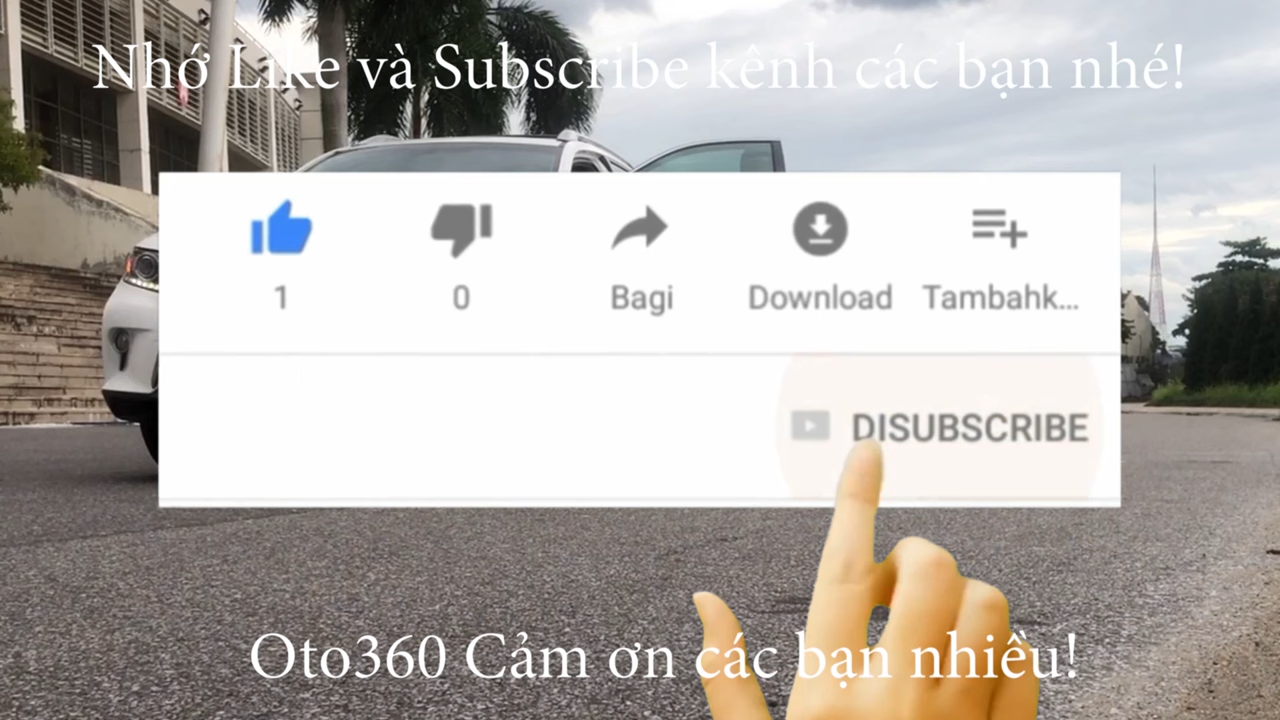 Nhớ Like và Subscribe kênh các bạn nhé!
1 0 Bagi Download Tambahk...
DISUBSCRIBE
Oto360 Cảm ơn các bạn nhiều!